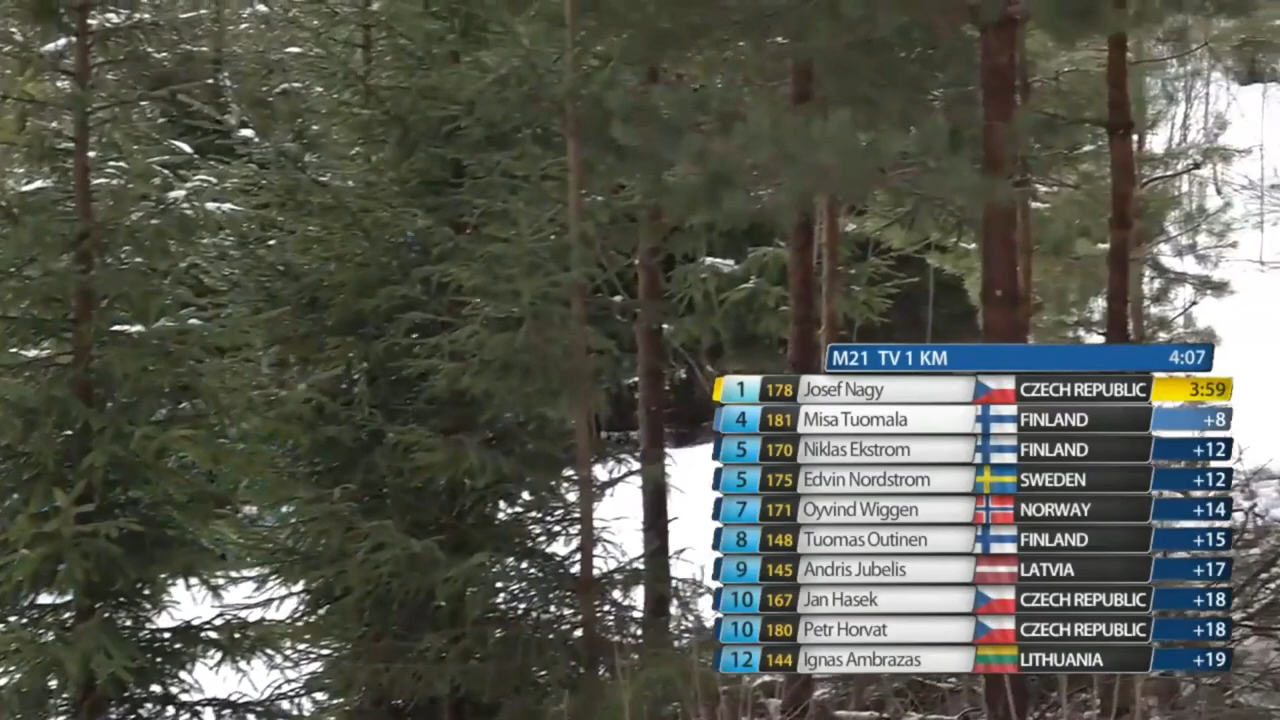 M21 TV 1 KM 4:07
1 178 Josef Nagy CZECH REPUBLIC 3:59
4 181 Misa Tuomala FINLAND +8
5 170 Niklas Ekstrom FINLAND +12
5 175 Edvin Nordstrom SWEDEN +12
7 171 Oyvind Wiggen NORWAY +14
8 148 Tuomas Outinen FINLAND +15
9 145 Andris Jubelis LATVIA +17
10 167 Jan Hasek CZECH REPUBLIC +18
10 180 Petr Horvat CZECH REPUBLIC +18
12 144 Ignas Ambrazas LITHUANIA +19